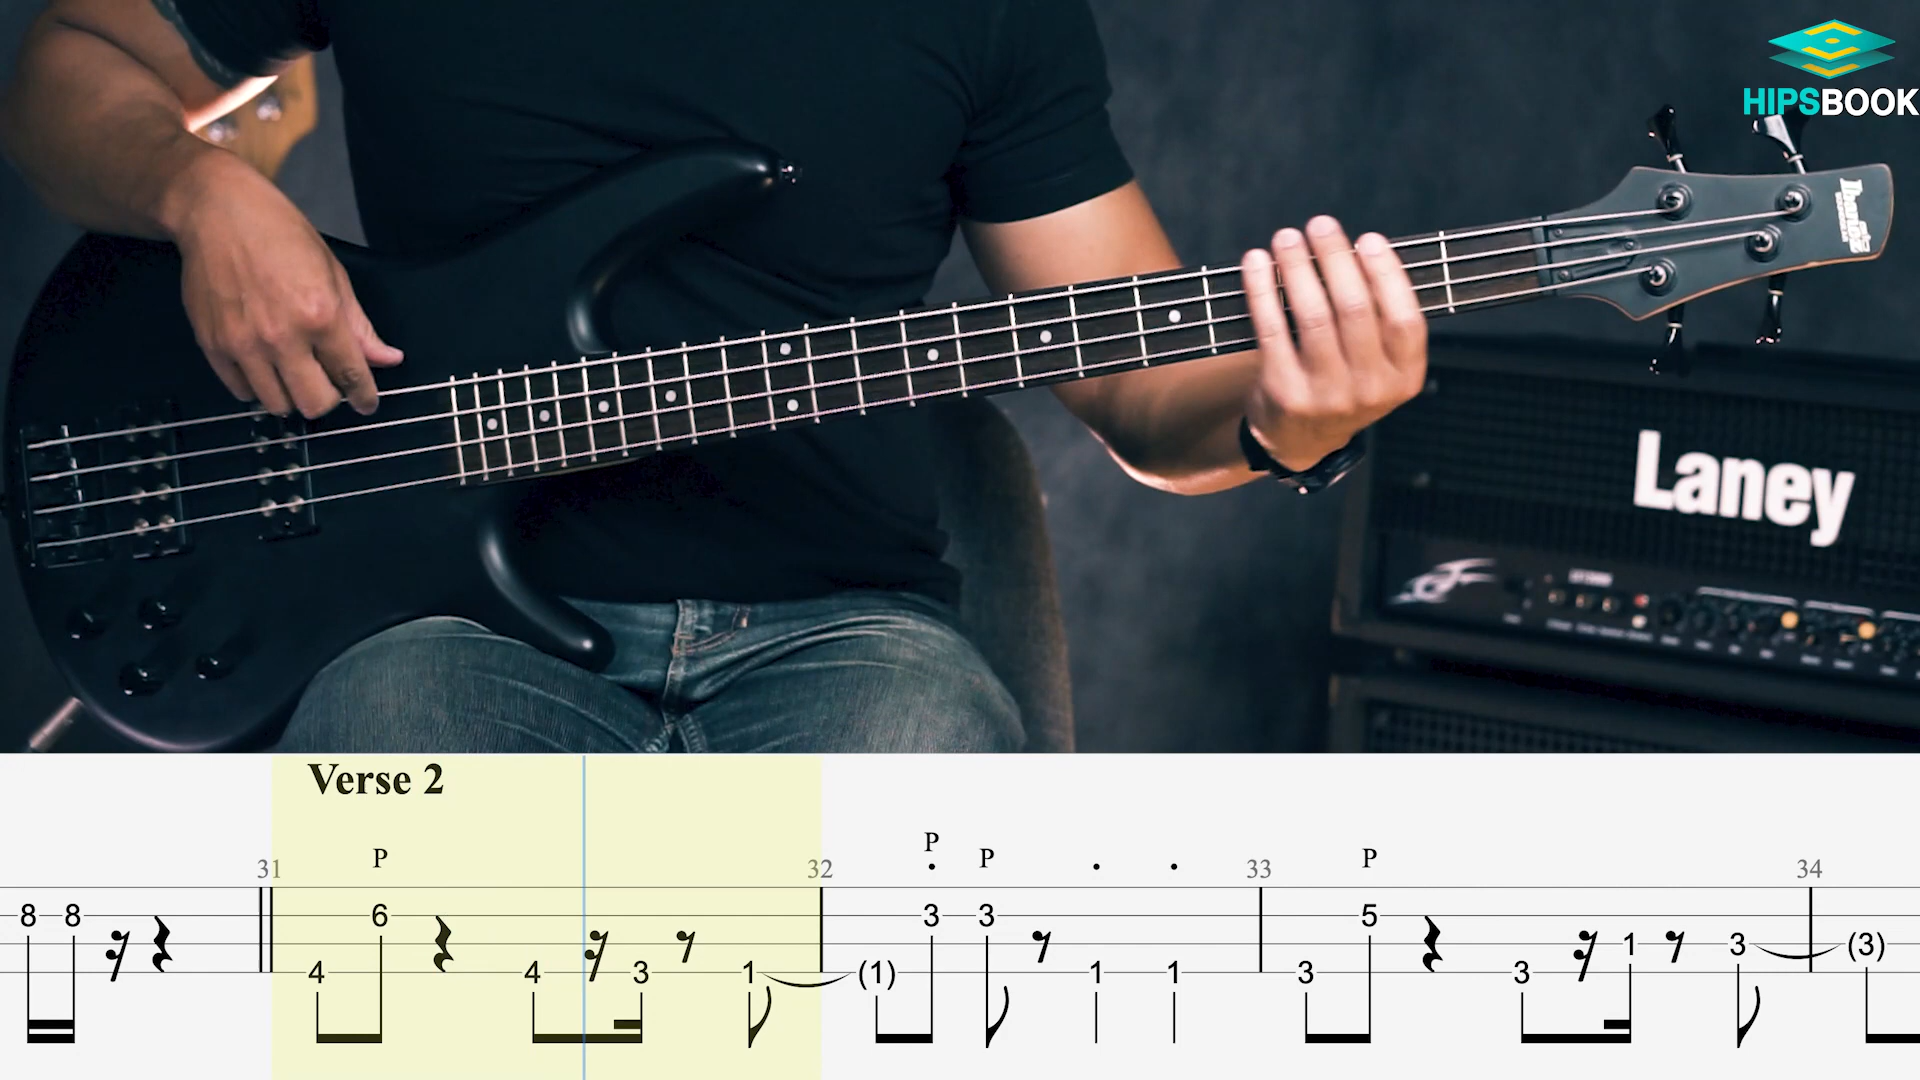 HIPSBOOK
Ibanez
Laney
Verse 2
P
P P
P
31 32 33 34
8 8 6 3 3 5
1 3 (3)
4 4 3 1 (1) 1 1 3 3